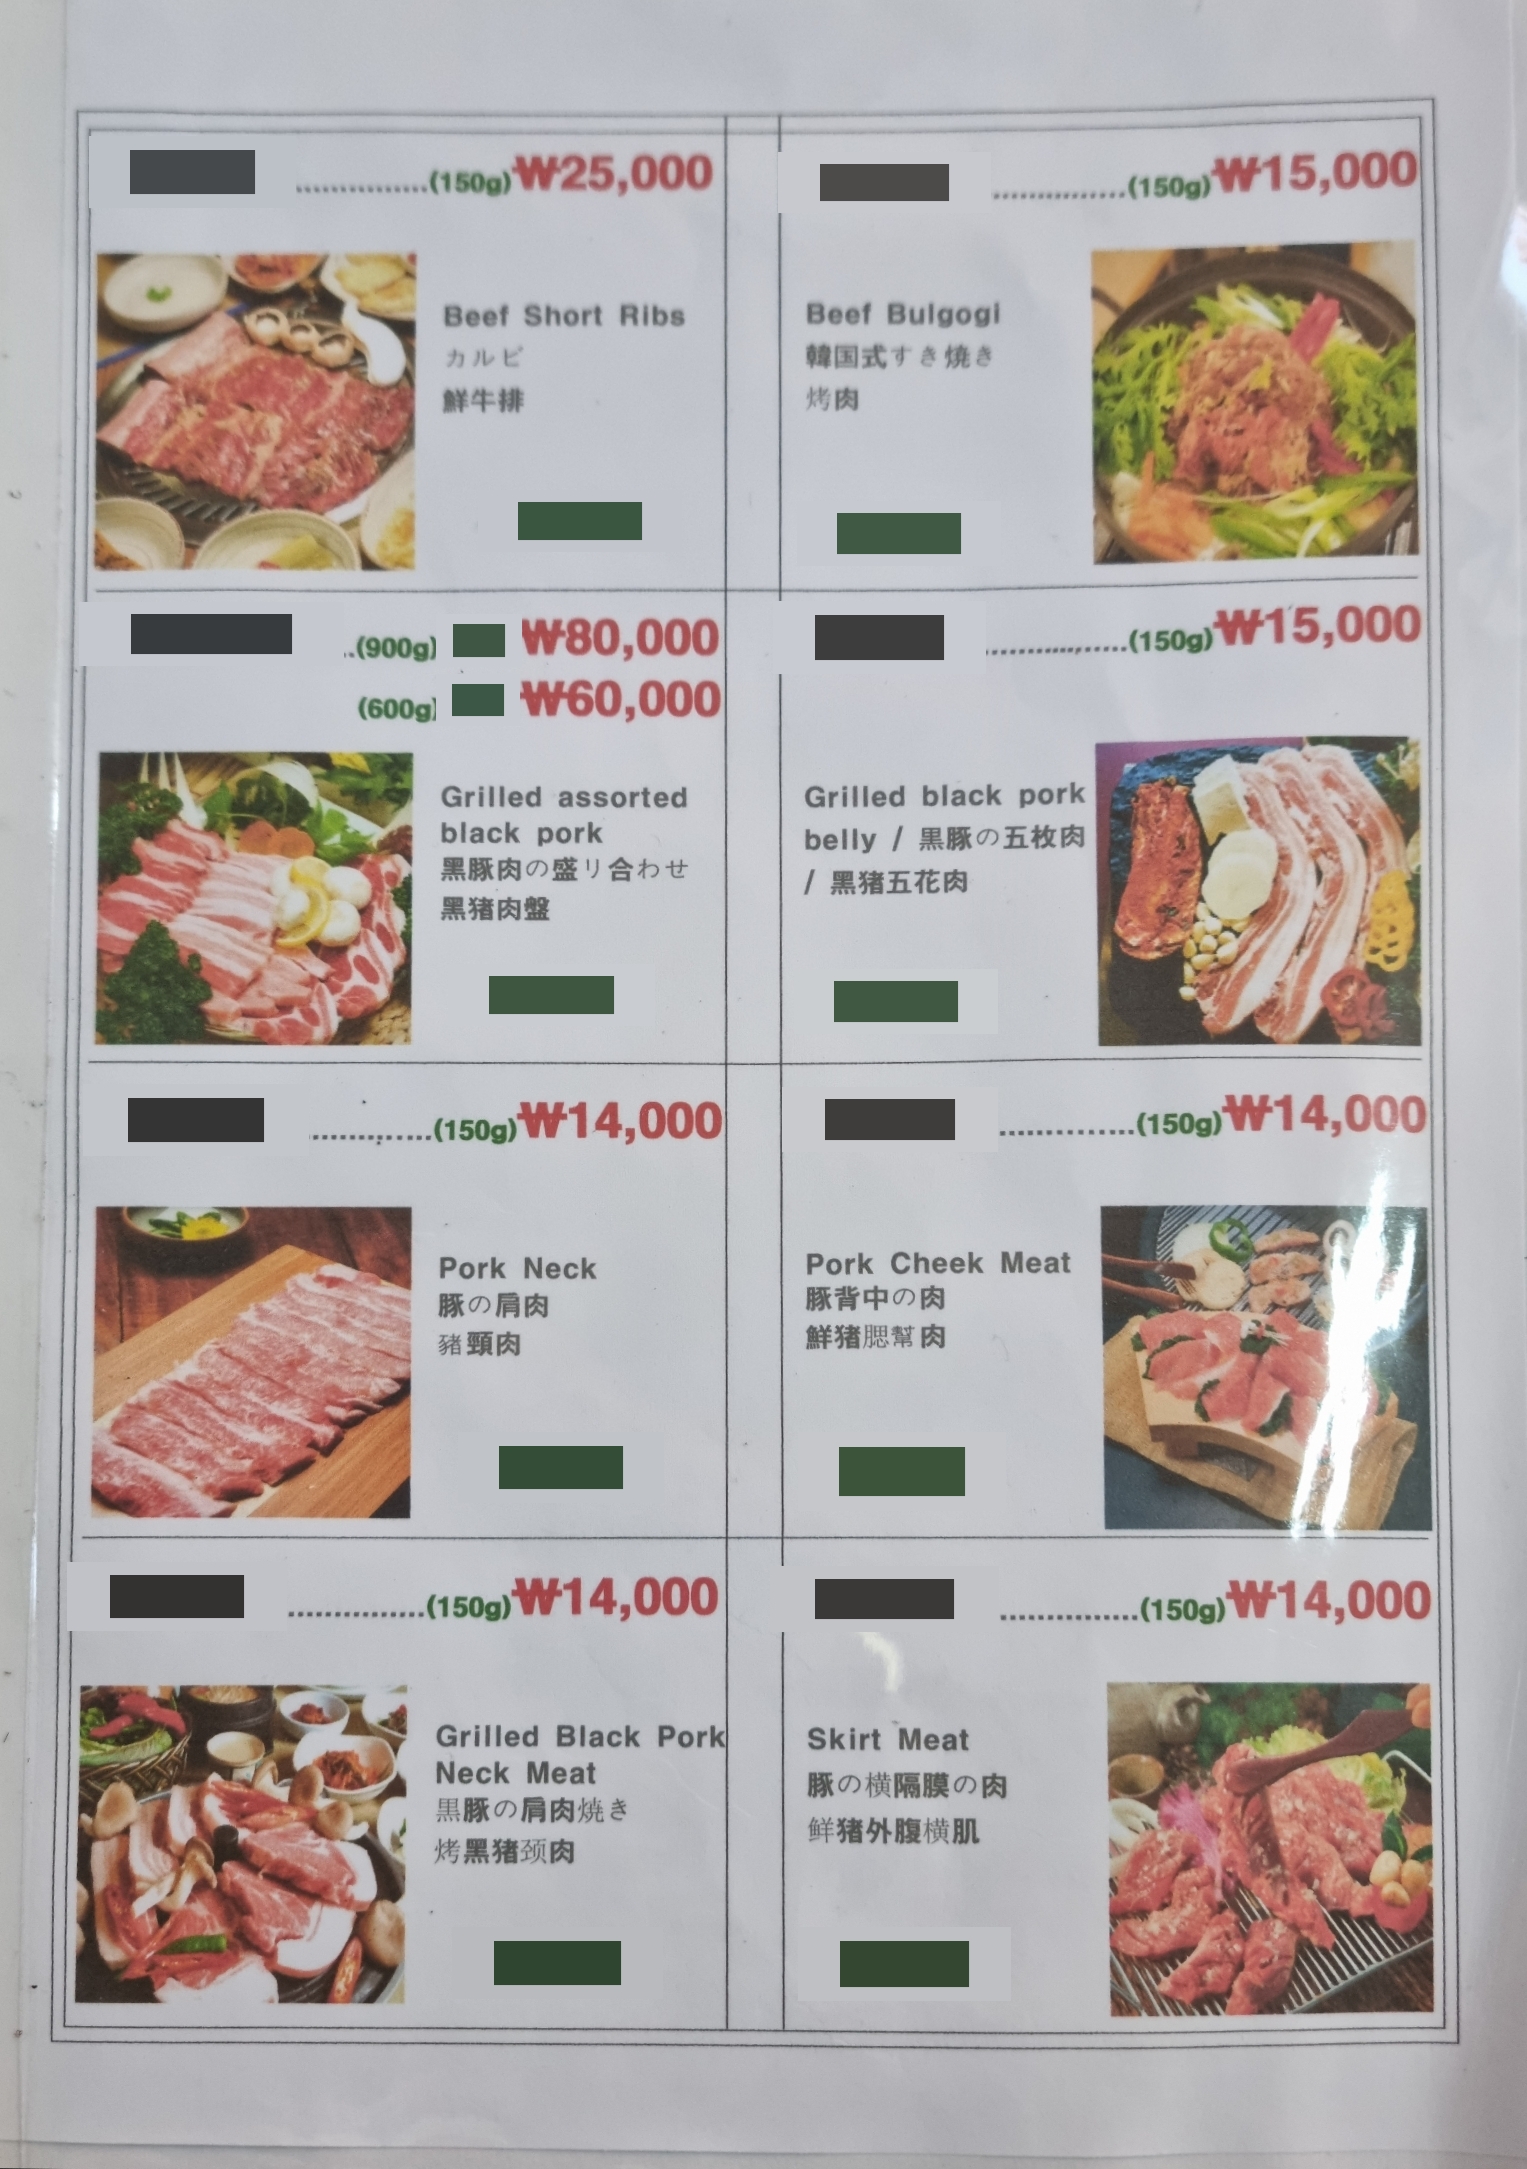 (150g)₩25,000
Beef Short Ribs
カルビ
鮮牛排
(150g)₩15,000
Beef Bulgogi
韓国式すき焼き
烤肉
(900g) ₩80,000
(600g) ₩60,000
Grilled assorted
black pork
黒豚肉の盛り合わせ
黑猪肉盤
(150g)₩15,000
Grilled black pork
belly / 黒豚の五枚肉
/ 黑猪五花肉
(150g)₩14,000
Pork Neck
豚の肩肉
豬頸肉
(150g)₩14,000
Pork Cheek Meat
豚背中の肉
鮮猪腮幫肉
(150g)₩14,000
Grilled Black Pork
Neck Meat
黒豚の肩肉焼き
烤黑猪颈肉
(150g)₩14,000
Skirt Meat
豚の横隔膜の肉
鲜猪外腹横肌